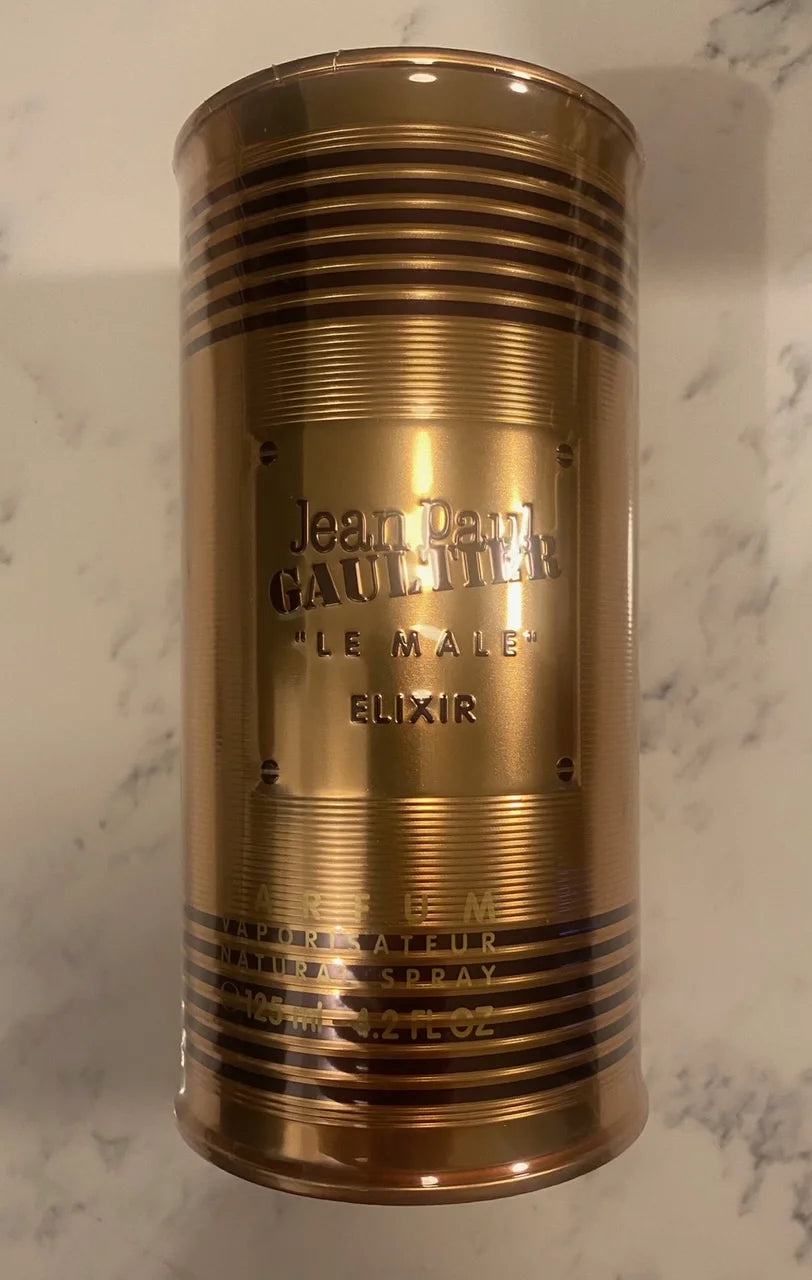 Jean Paul
GAULTIER
"LE MALE"
ELIXIR
PARFUM
VAPORISATEUR
NATURAL SPRAY
125 ml 4.2 FL OZ